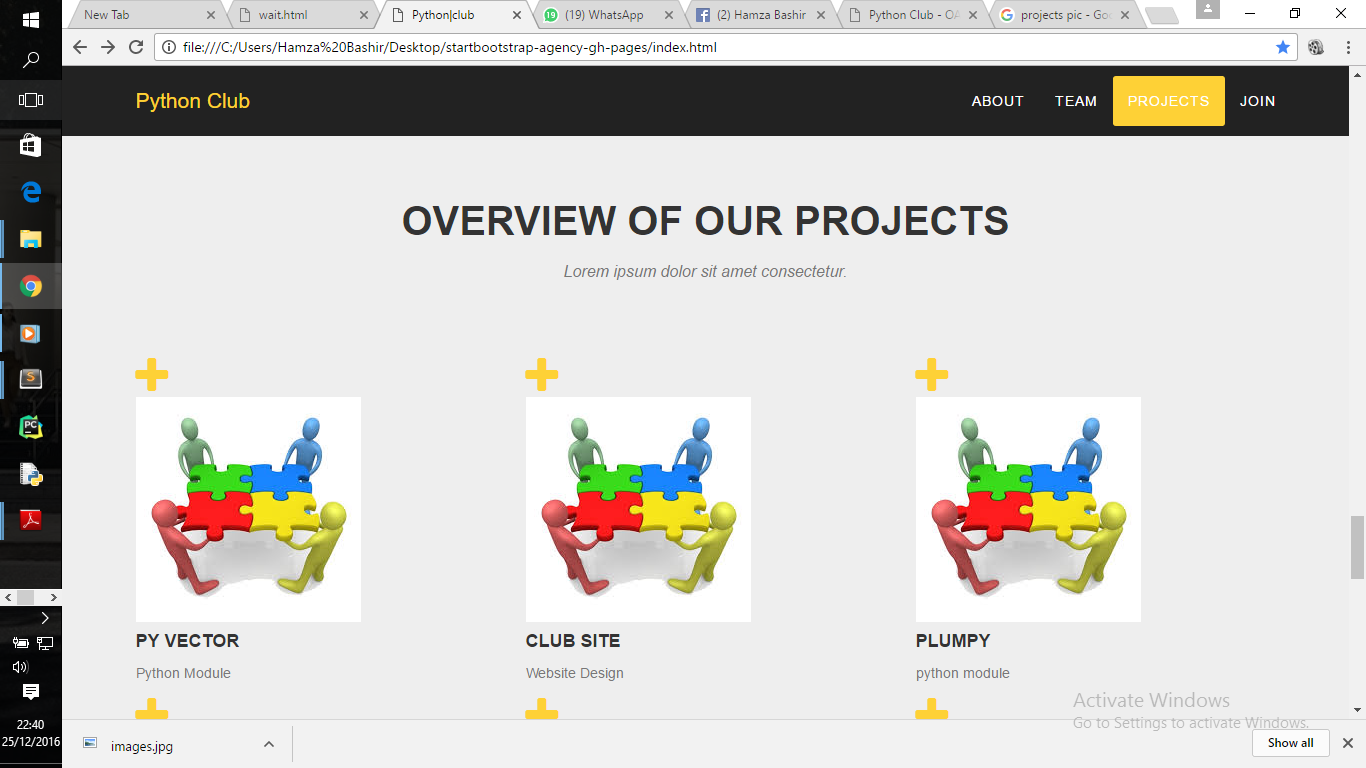 New Tab
wait.html
Python|club
(19) WhatsApp
(2) Hamza Bashir
Python Club - OA
projects pic - Goo
file:///C:/Users/Hamza%20Bashir/Desktop/startbootstrap-agency-gh-pages/index.html
Python Club
ABOUT
TEAM
PROJECTS
JOIN
OVERVIEW OF OUR PROJECTS
Lorem ipsum dolor sit amet consectetur.
PY VECTOR
Python Module
CLUB SITE
Website Design
PLUMPY
python module
Activate Windows
Go to Settings to activate Windows.
images.jpg
Show all
22:40
25/12/2016